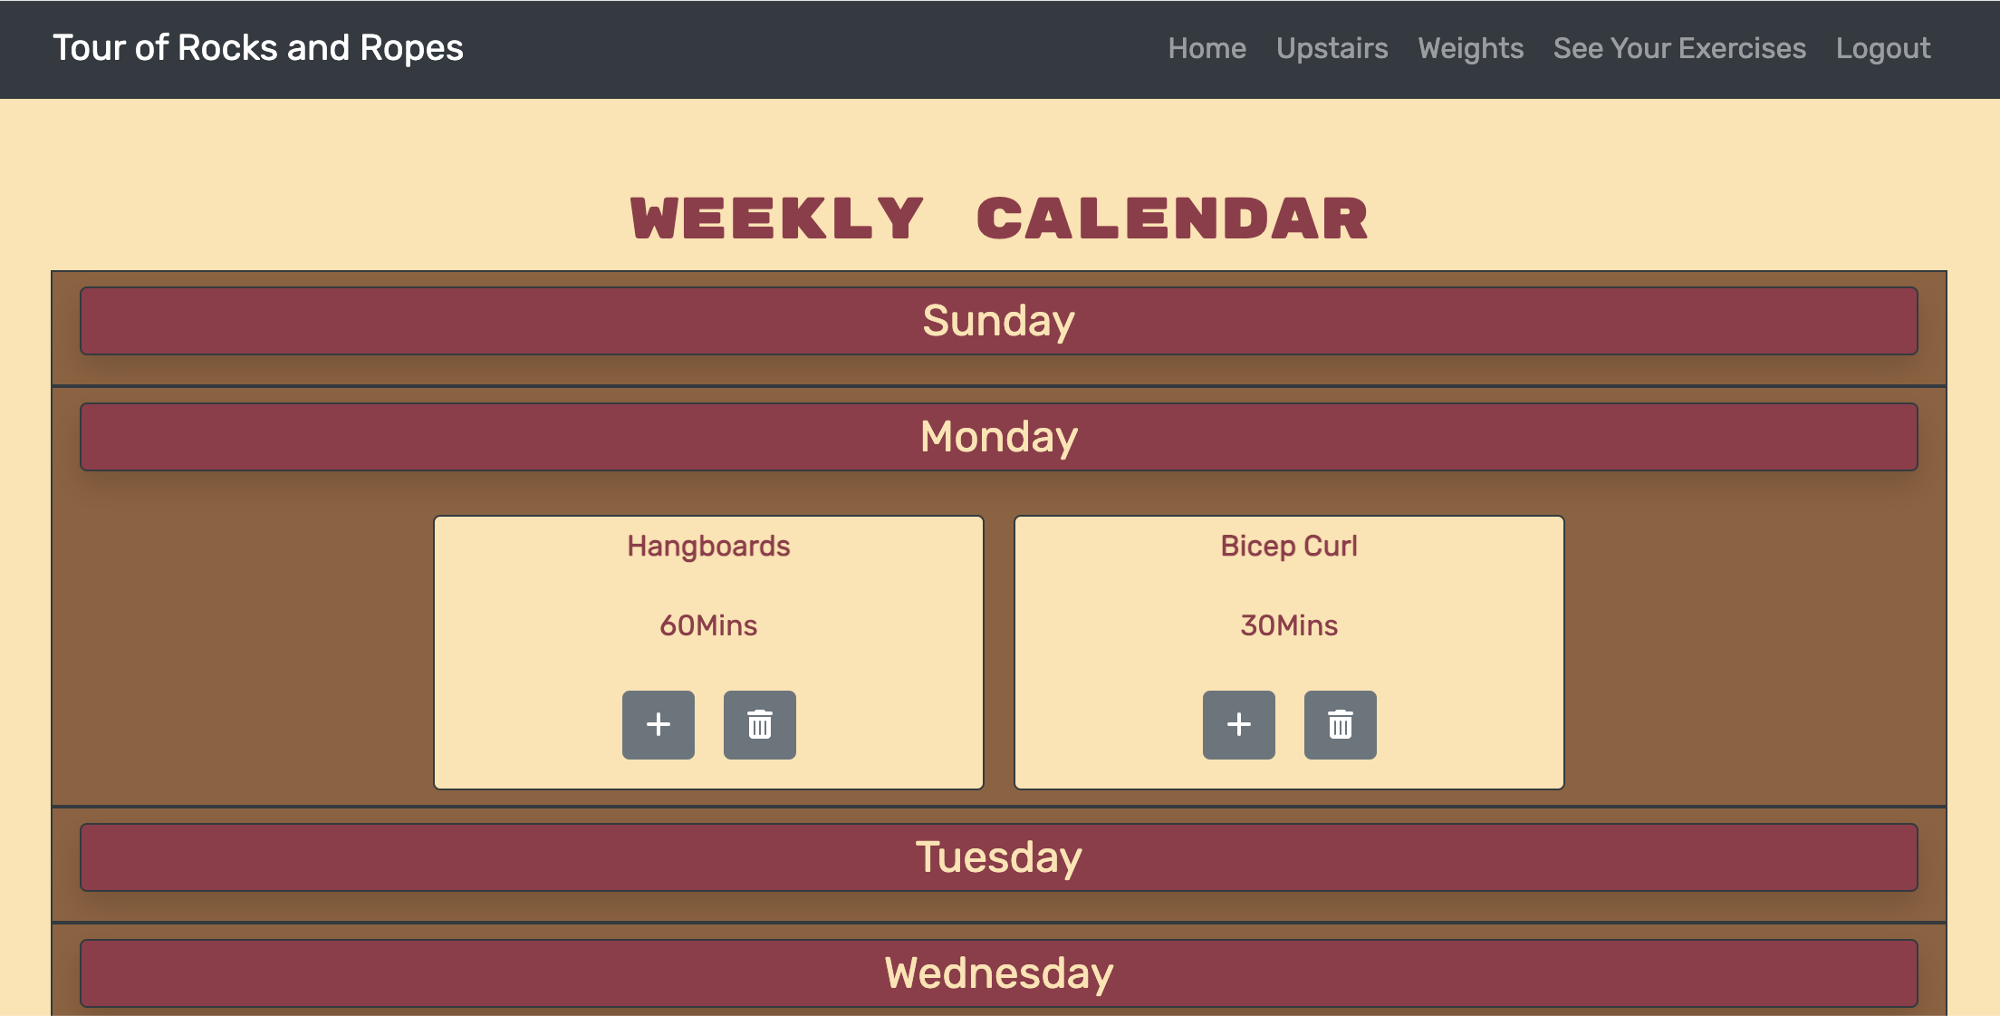 Tour of Rocks and Ropes
Home Upstairs Weights See Your Exercises Logout
WEEKLY CALENDAR
Sunday
Monday
Hangboards
60Mins
Bicep Curl
30Mins
Tuesday
Wednesday